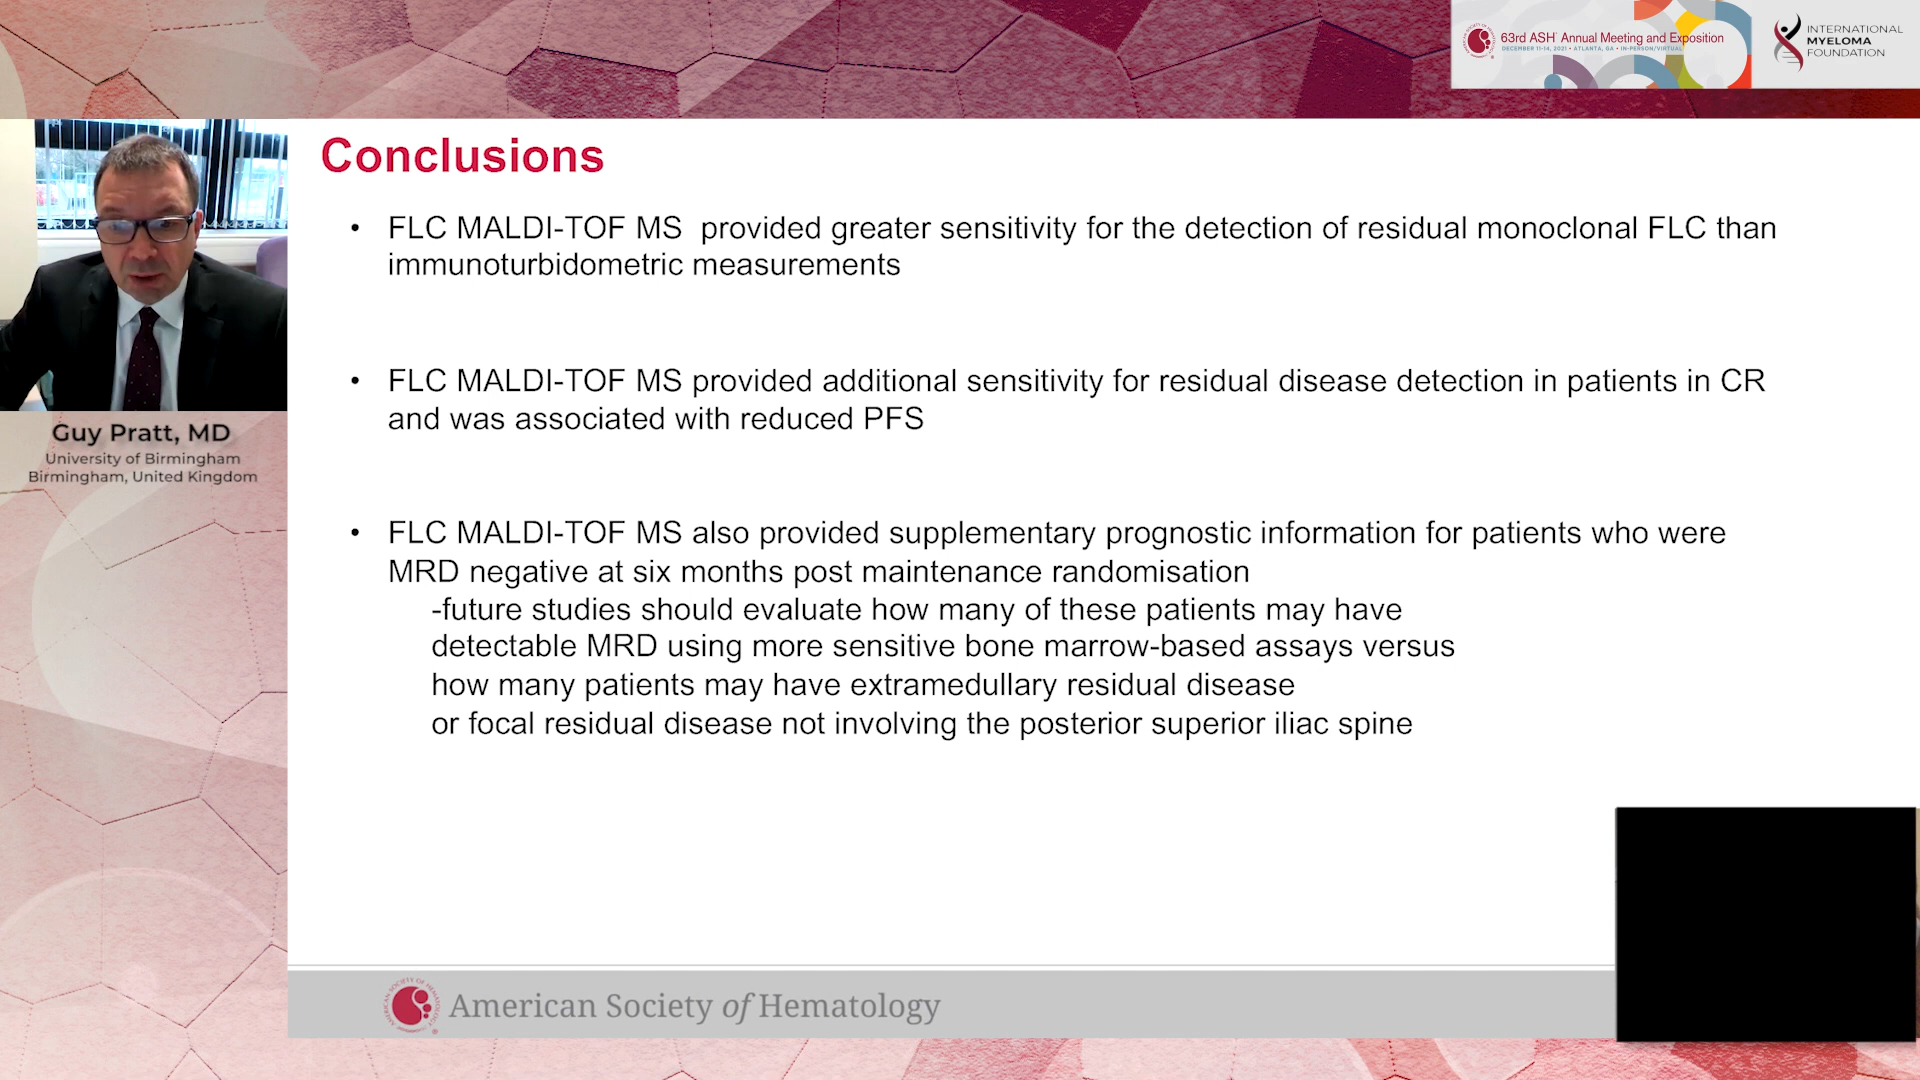 63rd ASH Annual Meeting and Exposition
DECEMBER 11-14, 2021 • ATLANTA, GA • IN-PERSON/VIRTUAL
INTERNATIONAL
MYELOMA
FOUNDATION
Conclusions
• FLC MALDI-TOF MS provided greater sensitivity for the detection of residual monoclonal FLC than
immunoturbidometric measurements
• FLC MALDI-TOF MS provided additional sensitivity for residual disease detection in patients in CR
and was associated with reduced PFS
Guy Pratt, MD
University of Birmingham
Birmingham, United Kingdom
• FLC MALDI-TOF MS also provided supplementary prognostic information for patients who were
MRD negative at six months post maintenance randomisation
-future studies should evaluate how many of these patients may have
detectable MRD using more sensitive bone marrow-based assays versus
how many patients may have extramedullary residual disease
or focal residual disease not involving the posterior superior iliac spine
American Society of Hematology